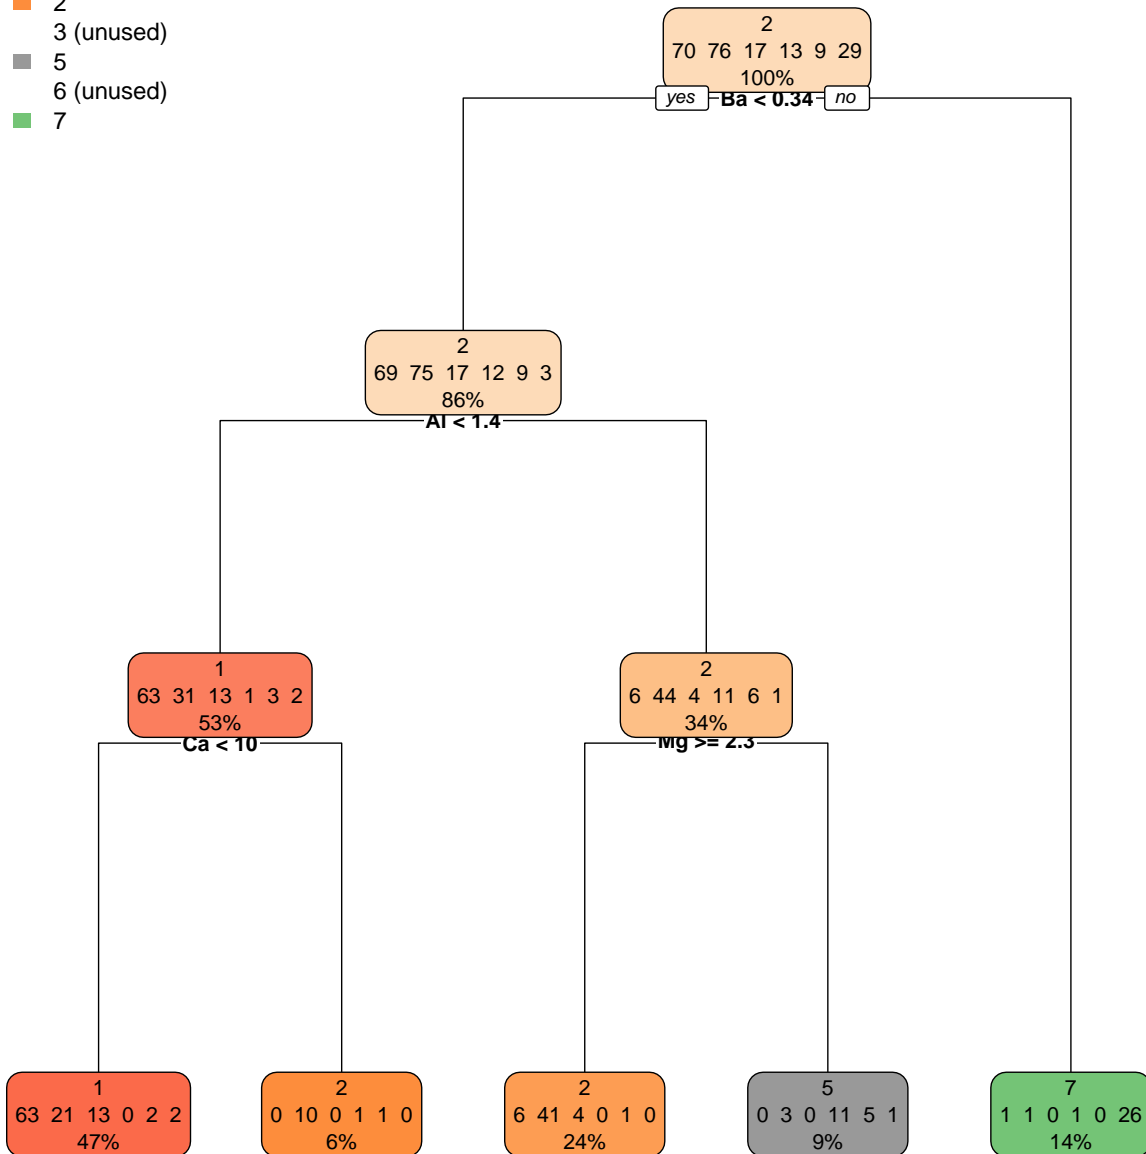 2
3 (unused)
5
6 (unused)
7
2
70 76 17 13 9 29
100%
yes Ba < 0.34 no
2
69 75 17 12 9 3
86%
Al < 1.4
1
63 31 13 1 3 2
53%
Ca < 10
2
6 44 4 11 6 1
34%
Mg >= 2.3
1
63 21 13 0 2 2
47%
2
0 10 0 1 1 0
6%
2
6 41 4 0 1 0
24%
5
0 3 0 11 5 1
9%
7
1 1 0 1 0 26
14%